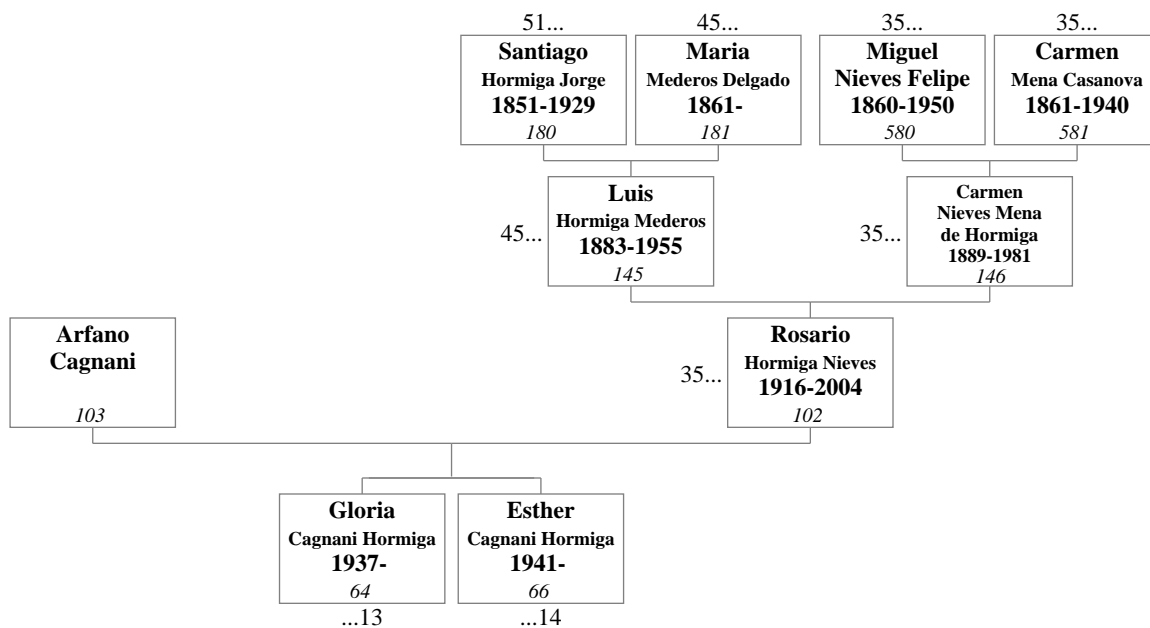 51...
45...
35...
35...
Santiago
Hormiga Jorge
1851-1929
180
Maria
Mederos Delgado
1861-
181
Miguel
Nieves Felipe
1860-1950
580
Carmen
Mena Casanova
1861-1940
581
45...
Luis
Hormiga Mederos
1883-1955
145
35...
Carmen
Nieves Mena
de Hormiga
1889-1981
146
Arfano
Cagnani
103
35...
Rosario
Hormiga Nieves
1916-2004
102
Gloria
Cagnani Hormiga
1937-
64
...13
Esther
Cagnani Hormiga
1941-
66
...14